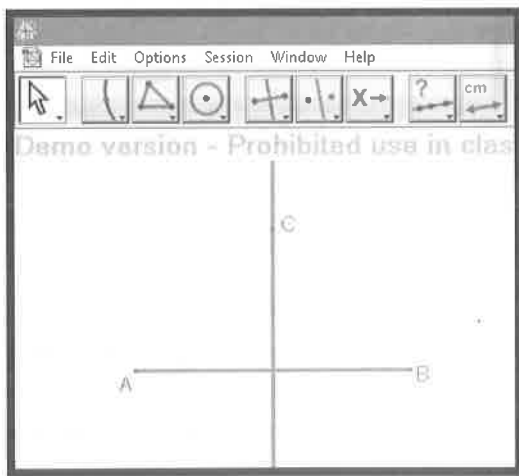 File Edit Options Session Window Help
? cm
X
Demo version - Prohibited use in clas
C
A B